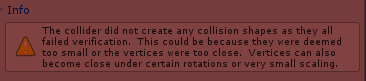 Info
The collider did not create any collision shapes as they all
failed verification.  This could be because they were deemed
too small or the vertices were too close.  Vertices can also
become close under certain rotations or very small scaling.